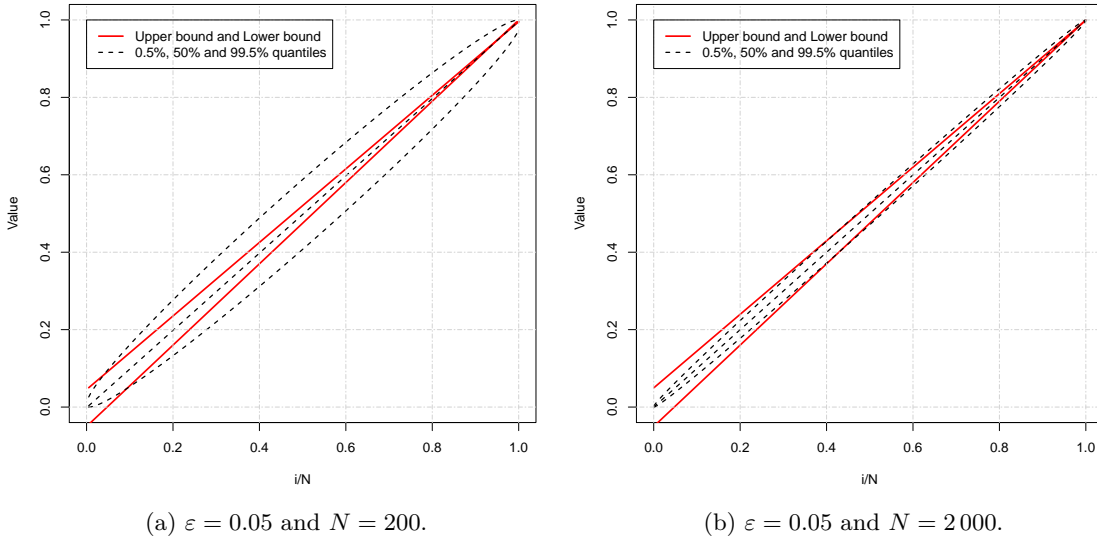 Upper bound and Lower bound
0.5%, 50% and 99.5% quantiles
Value
1.0
0.8
0.6
0.4
0.2
0.0
0.0 0.2 0.4 0.6 0.8 1.0
i/N
(a) ε = 0.05 and N = 200.
Upper bound and Lower bound
0.5%, 50% and 99.5% quantiles
Value
1.0
0.8
0.6
0.4
0.2
0.0
0.0 0.2 0.4 0.6 0.8 1.0
i/N
(b) ε = 0.05 and N = 2 000.